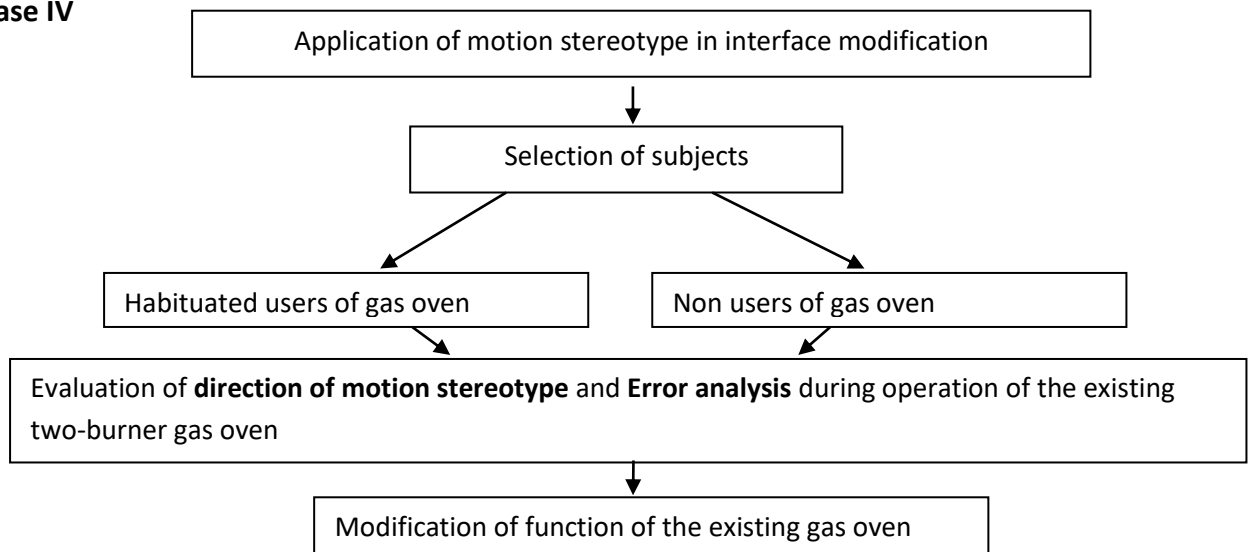 ase IV
Application of motion stereotype in interface modification
Selection of subjects
Habituated users of gas oven
Non users of gas oven
Evaluation of direction of motion stereotype and Error analysis during operation of the existing
two-burner gas oven
Modification of function of the existing gas oven